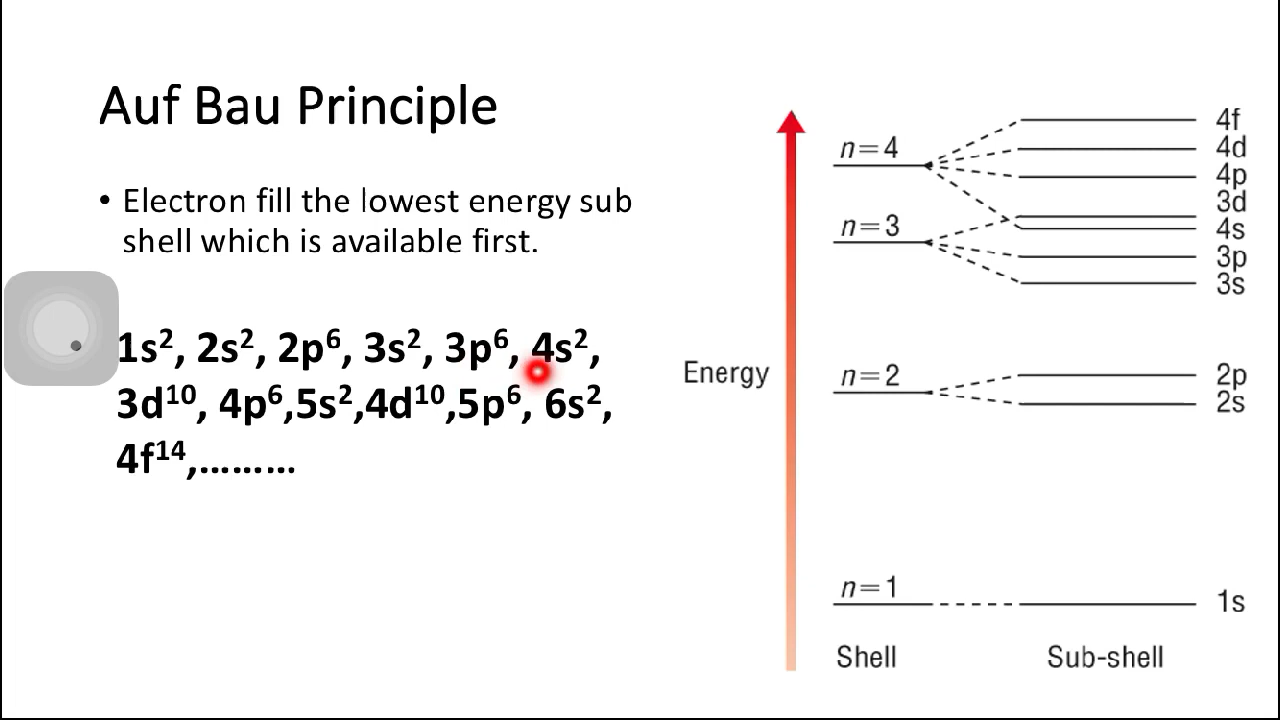 Auf Bau Principle
• Electron fill the lowest energy sub
shell which is available first.
1s², 2s², 2p⁶, 3s², 3p⁶, 4s²,
3d¹⁰, 4p⁶,5s²,4d¹⁰,5p⁶, 6s²,
4f¹⁴,.........
Energy
n=4
n=3
n=2
n=1
Shell
4f
4d
4p
3d
4s
3p
3s
2p
2s
1s
Sub-shell